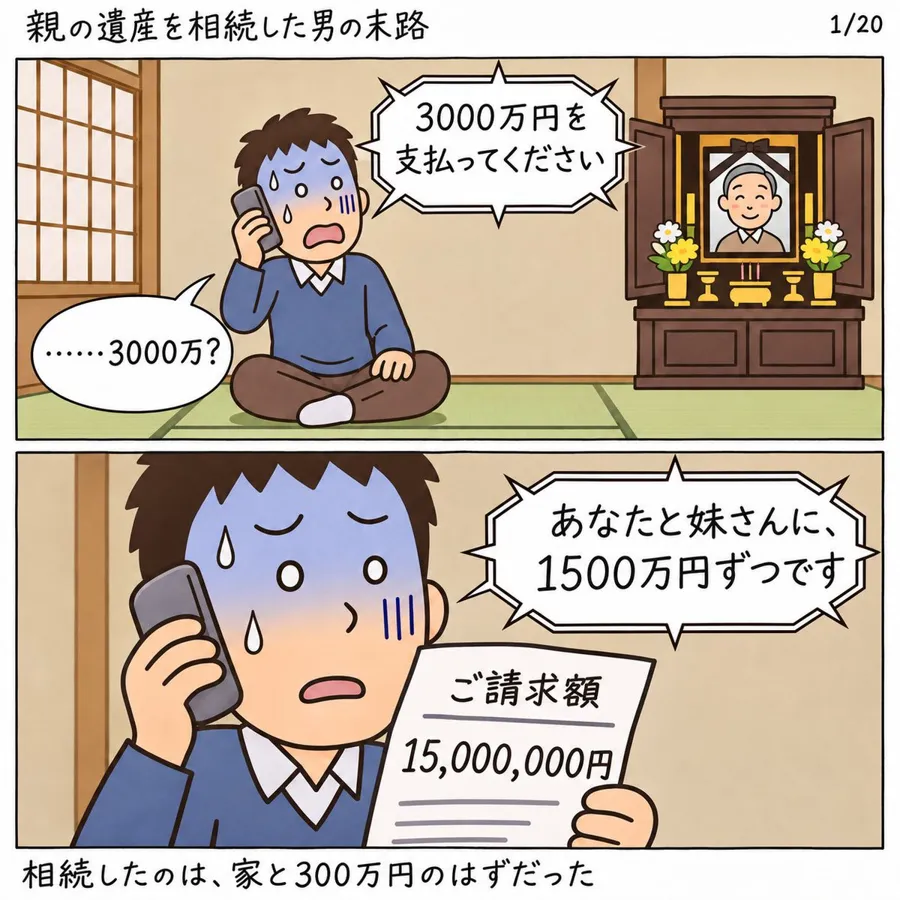 親の遺産を相続した男の末路
1/20
3000万円を
支払ってください
……3000万?
あなたと妹さんに、
1500万円ずつです
ご請求額
15,000,000円
相続したのは、家と300万円のはずだった